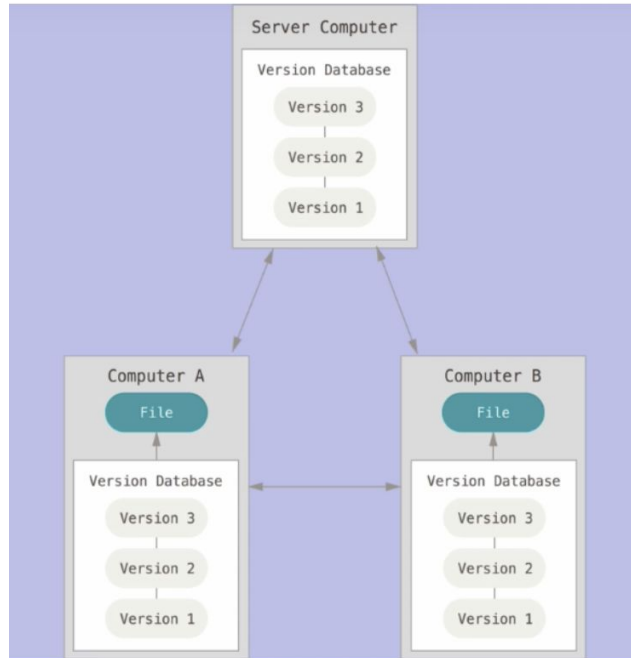 Server Computer
Version Database
Version 3
Version 2
Version 1
Computer A
File
Version Database
Version 3
Version 2
Version 1
Computer B
File
Version Database
Version 3
Version 2
Version 1